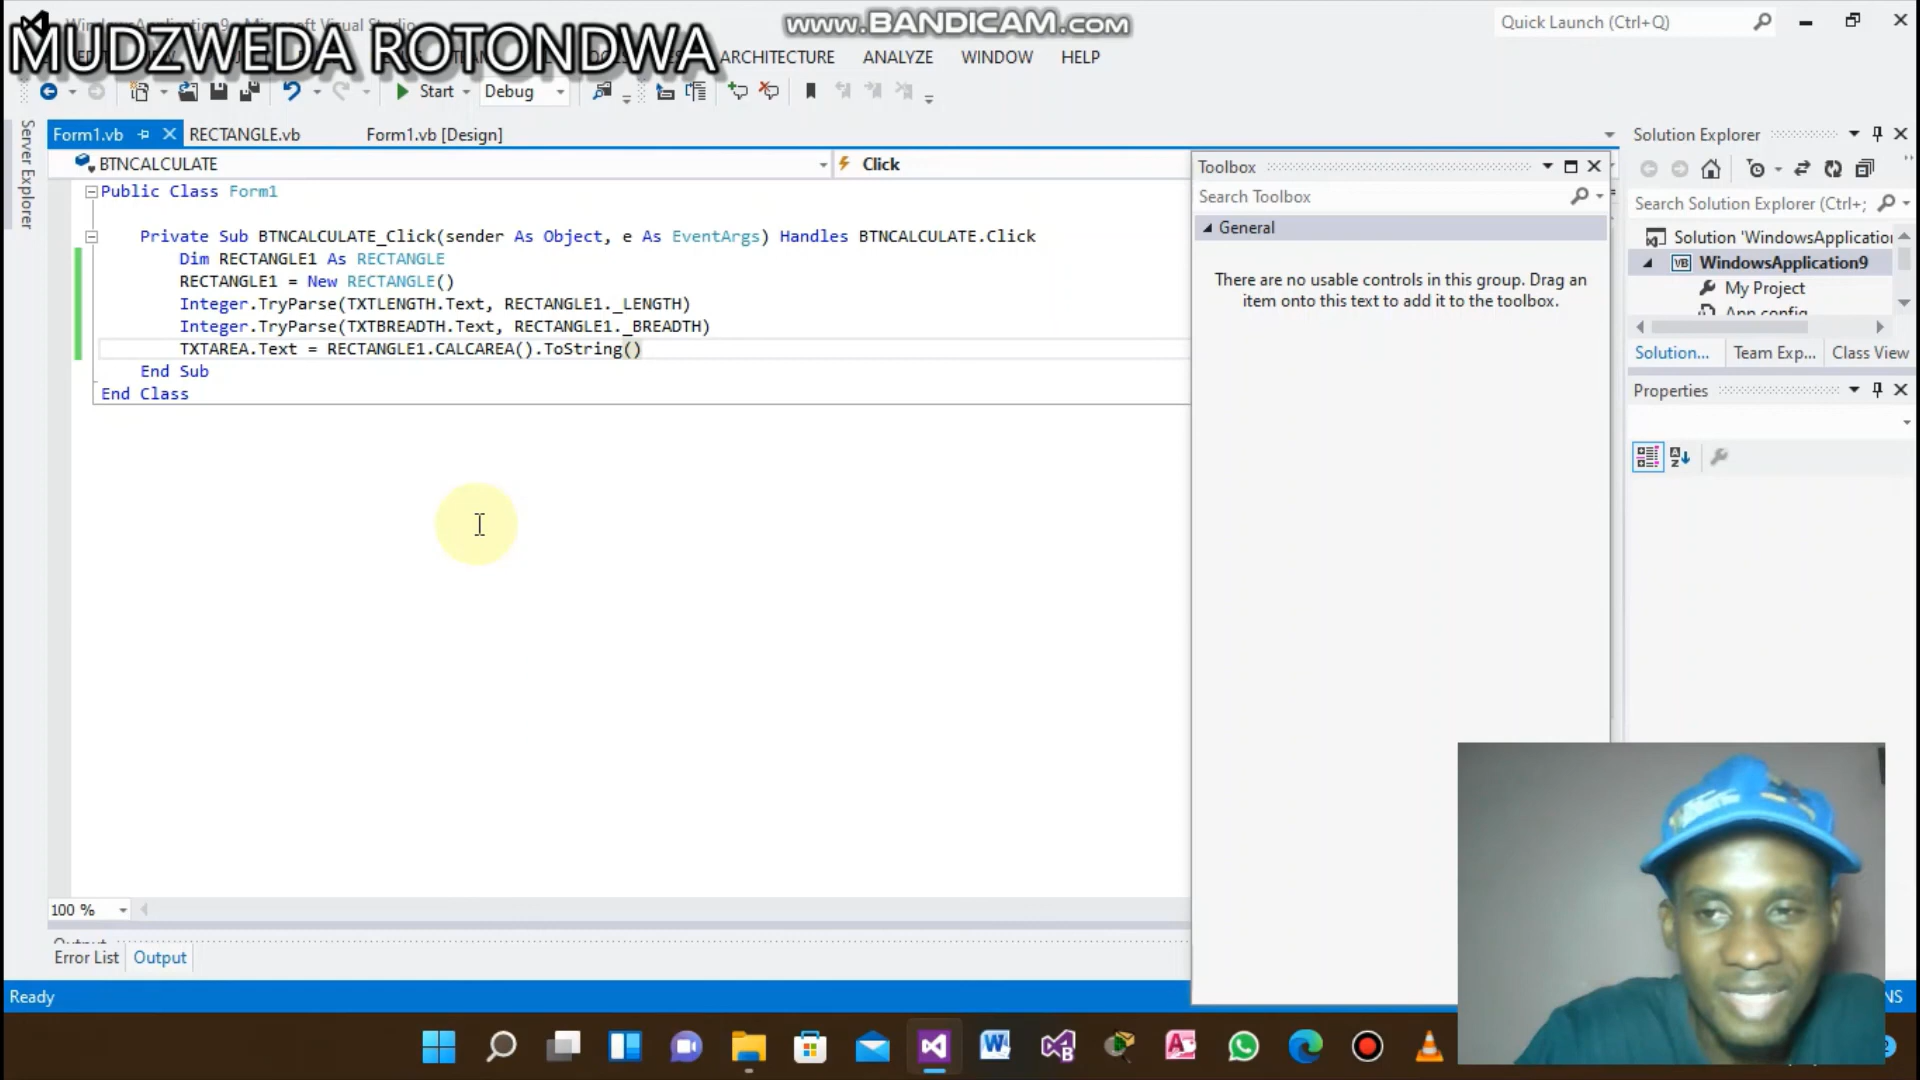 www.BANDICAM.com
MUDZWEDA ROTONDWA
Quick Launch (Ctrl+Q)
ARCHITECTURE ANALYZE WINDOW HELP
Start Debug
Server Explorer
Form1.vb RECTANGLE.vb Form1.vb [Design]
BTNCALCULATE Click
Public Class Form1
Private Sub BTNCALCULATE_Click(sender As Object, e As EventArgs) Handles BTNCALCULATE.Click
Dim RECTANGLE1 As RECTANGLE
RECTANGLE1 = New RECTANGLE()
Integer.TryParse(TXTLENGTH.Text, RECTANGLE1._LENGTH)
Integer.TryParse(TXTBREADTH.Text, RECTANGLE1._BREADTH)
TXTAREA.Text = RECTANGLE1.CALCAREA().ToString()
End Sub
End Class
100 %
Error List Output
Ready
Toolbox
Search Toolbox
General
There are no usable controls in this group. Drag an
item onto this text to add it to the toolbox.
Solution Explorer
Search Solution Explorer (Ctrl+;
Solution 'WindowsApplication
VB WindowsApplication9
My Project
App.config
Solution... Team Exp... Class View
Properties